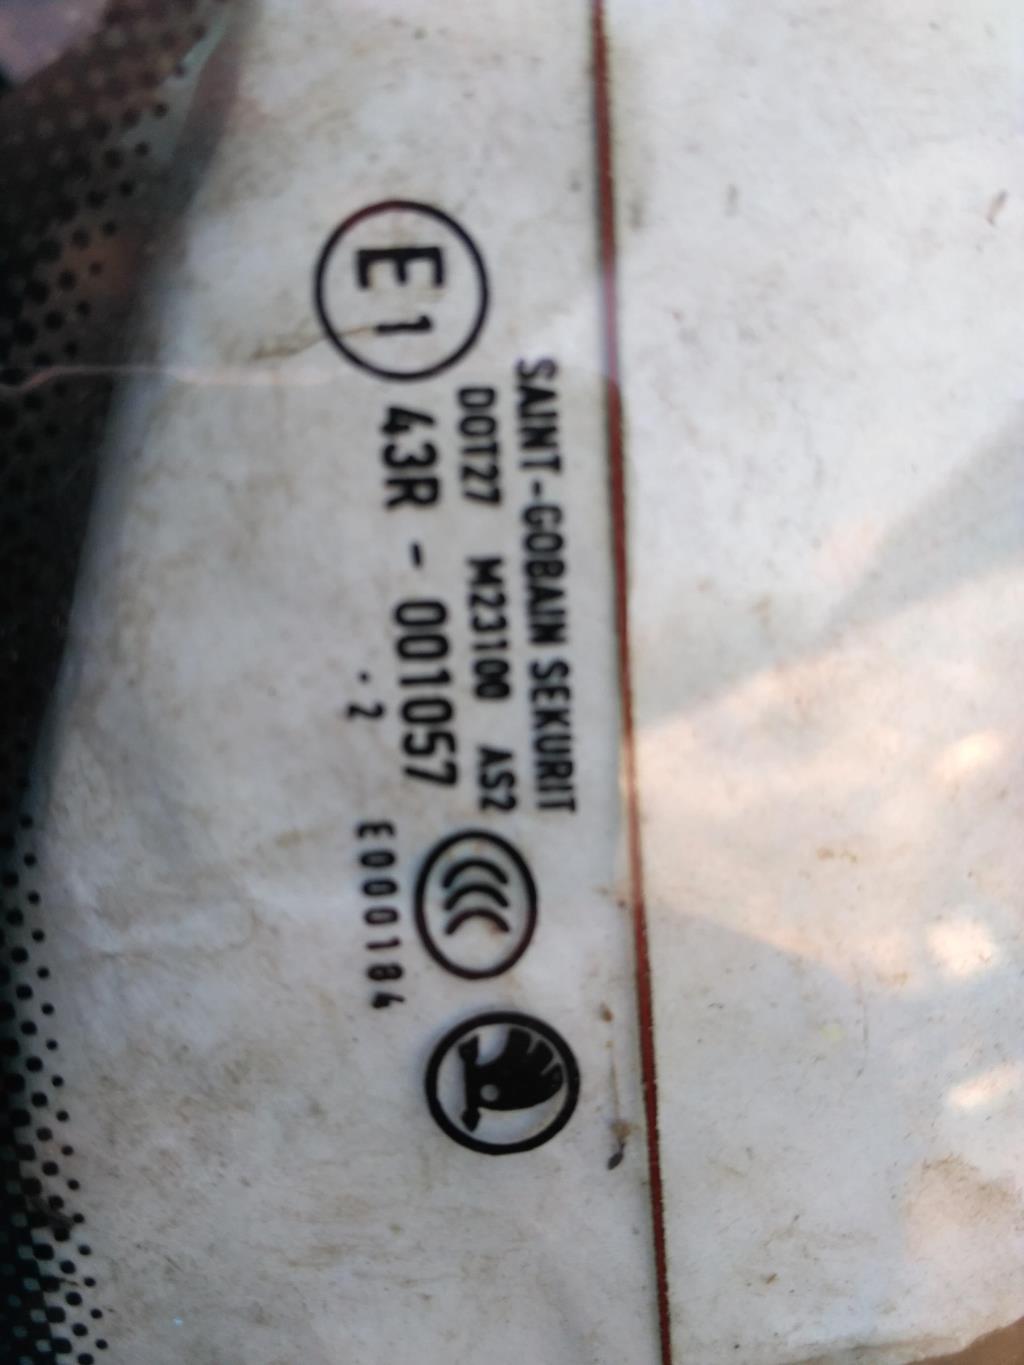 SAINT-GOBAIN SEKURIT
DOT27 M23100 AS2
E1 43R - 001057
. 2
E000184